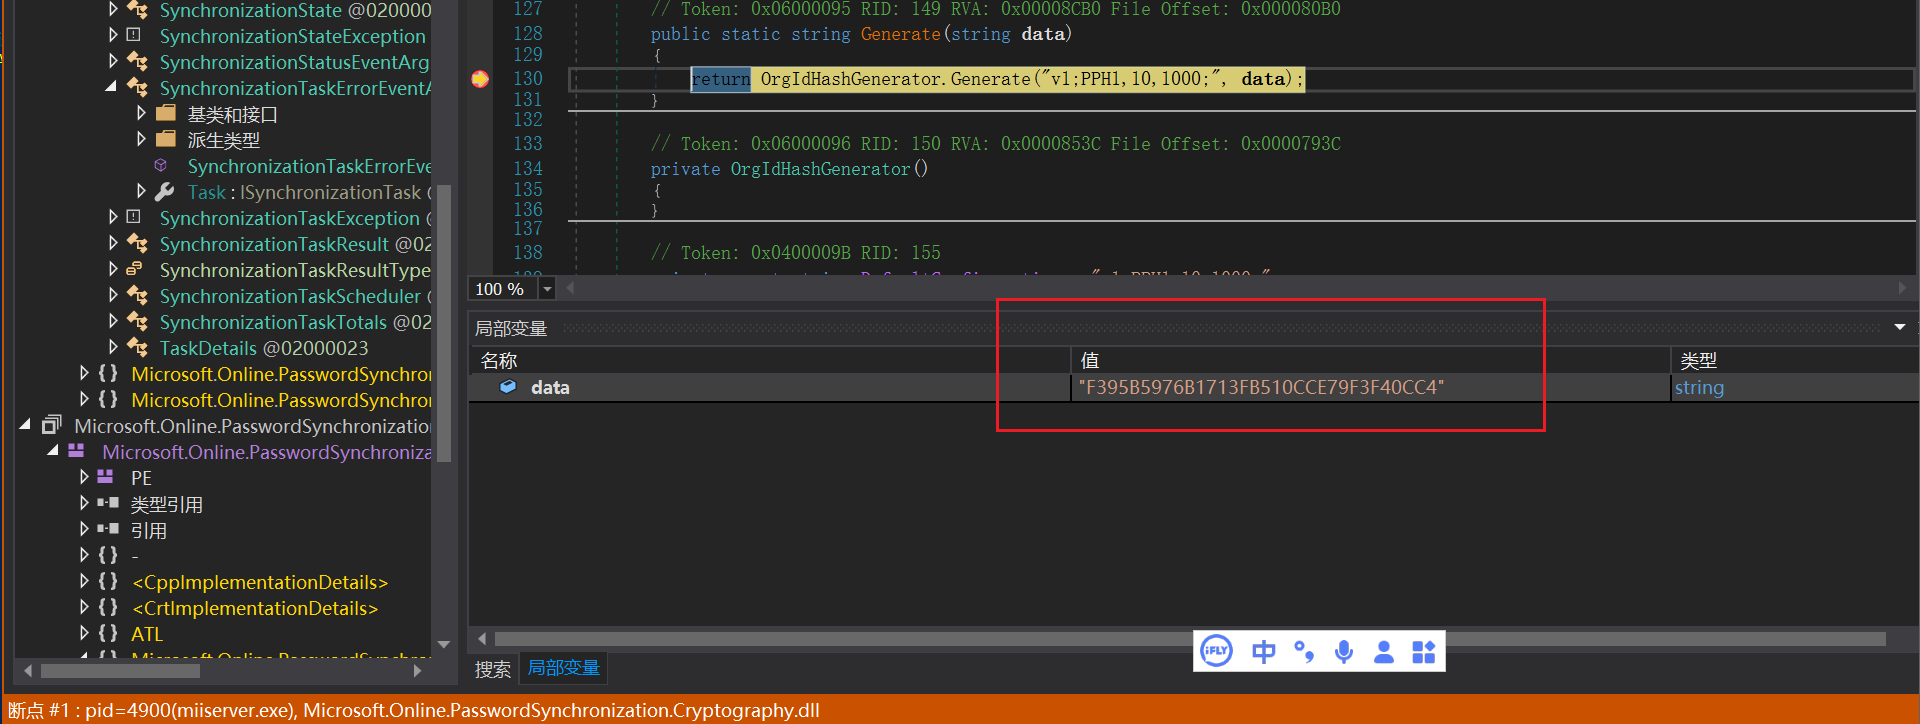 SynchronizationState @020000
SynchronizationStateException
SynchronizationStatusEventArg
SynchronizationTaskErrorEventA
基类和接口
派生类型
SynchronizationTaskErrorEve
Task : ISynchronizationTask
SynchronizationTaskException
SynchronizationTaskResult @02
SynchronizationTaskResultType
SynchronizationTaskScheduler
SynchronizationTaskTotals @02
TaskDetails @02000023
{} Microsoft.Online.PasswordSynchror
{} Microsoft.Online.PasswordSynchror
Microsoft.Online.PasswordSynchronization
Microsoft.Online.PasswordSynchroniza
PE
类型引用
引用
{} -
{} <CppImplementationDetails>
{} <CrtImplementationDetails>
{} ATL
127 // Token: 0x06000095 RID: 149 RVA: 0x00008CB0 File Offset: 0x000080B0
128 public static string Generate(string data)
129 {
130 return OrgIdHashGenerator.Generate("v1;PPH1,10,1000;", data);
131 }
132
133 // Token: 0x06000096 RID: 150 RVA: 0x0000853C File Offset: 0x0000793C
134 private OrgIdHashGenerator()
135 {
136 }
137
138 // Token: 0x0400009B RID: 155
100 %
局部变量
名称 值 类型
data "F395B5976B1713FB510CCE79F3F40CC4" string
搜索 局部变量
iFLY 中
断点 #1 : pid=4900(miiserver.exe), Microsoft.Online.PasswordSynchronization.Cryptography.dll